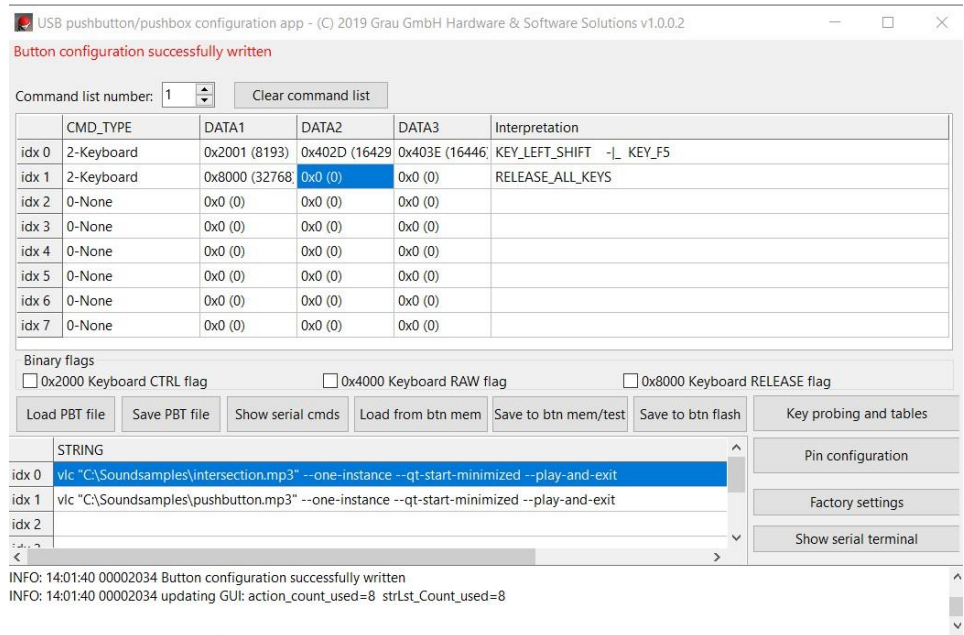 USB pushbutton/pushbox configuration app - (C) 2019 Grau GmbH Hardware & Software Solutions v1.0.0.2
Button configuration successfully written
Command list number: 1 Clear command list
CMD_TYPE DATA1 DATA2 DATA3 Interpretation
idx 0 2-Keyboard 0x2001 (8193) 0x402D (16429 0x403E (16446) KEY_LEFT_SHIFT -|_ KEY_F5
idx 1 2-Keyboard 0x8000 (32768 0x0 (0) 0x0 (0) RELEASE_ALL_KEYS
idx 2 0-None 0x0 (0) 0x0 (0) 0x0 (0)
idx 3 0-None 0x0 (0) 0x0 (0) 0x0 (0)
idx 4 0-None 0x0 (0) 0x0 (0) 0x0 (0)
idx 5 0-None 0x0 (0) 0x0 (0) 0x0 (0)
idx 6 0-None 0x0 (0) 0x0 (0) 0x0 (0)
idx 7 0-None 0x0 (0) 0x0 (0) 0x0 (0)
Binary flags
0x2000 Keyboard CTRL flag 0x4000 Keyboard RAW flag 0x8000 Keyboard RELEASE flag
Load PBT file Save PBT file Show serial cmds Load from btn mem Save to btn mem/test Save to btn flash Key probing and tables
STRING
idx 0 vlc "C:\Soundsamples\intersection.mp3" --one-instance --qt-start-minimized --play-and-exit
idx 1 vlc "C:\Soundsamples\pushbutton.mp3" --one-instance --qt-start-minimized --play-and-exit
idx 2
Pin configuration
Factory settings
Show serial terminal
INFO: 14:01:40 00002034 Button configuration successfully written
INFO: 14:01:40 00002034 updating GUI: action_count_used=8 strLst_Count_used=8